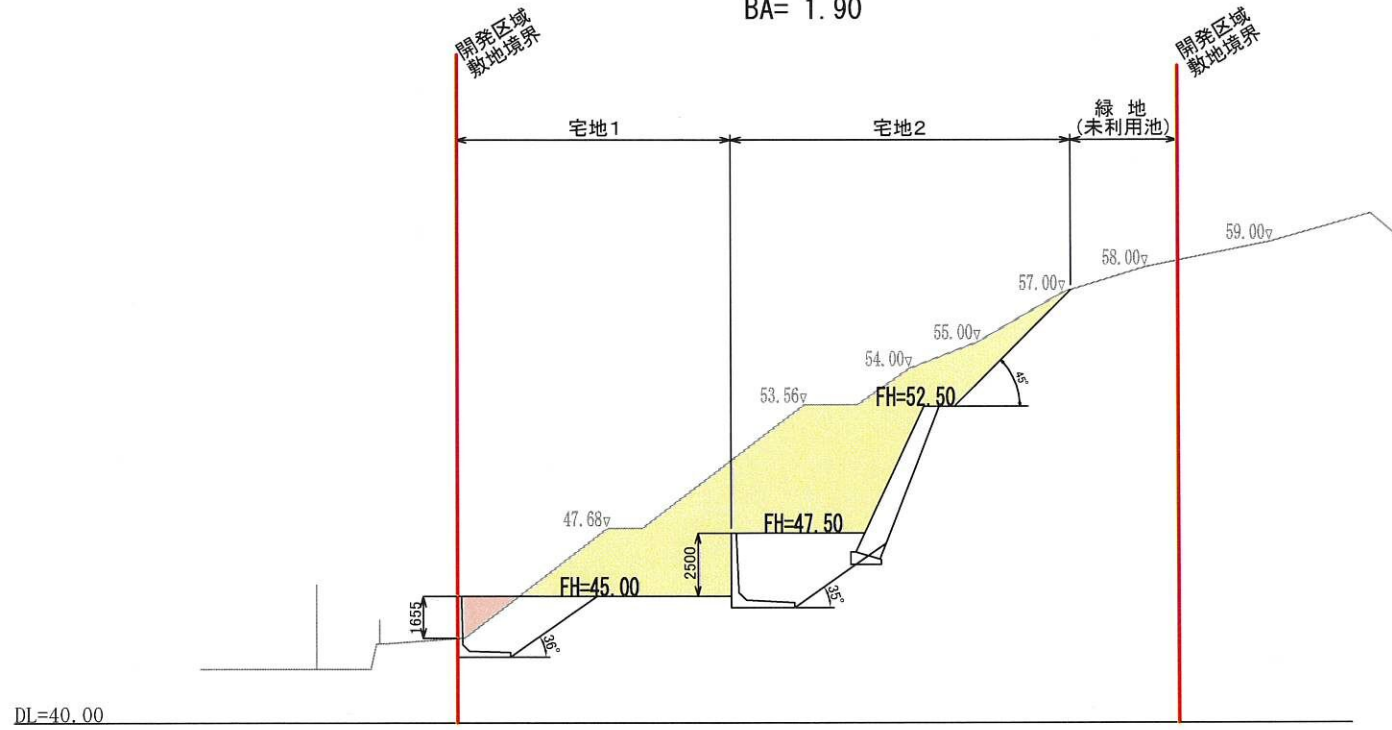 BA= 1.90
開発区域
敷地境界
開発区域
敷地境界
宅地1
宅地2
緑 地
(未利用池)
59.00▽
58.00▽
57.00▽
55.00▽
54.00▽
45°
53.56▽
FH=52.50
47.68▽
FH=47.50
2500
FH=45.00
35°
1655
36°
DL=40.00